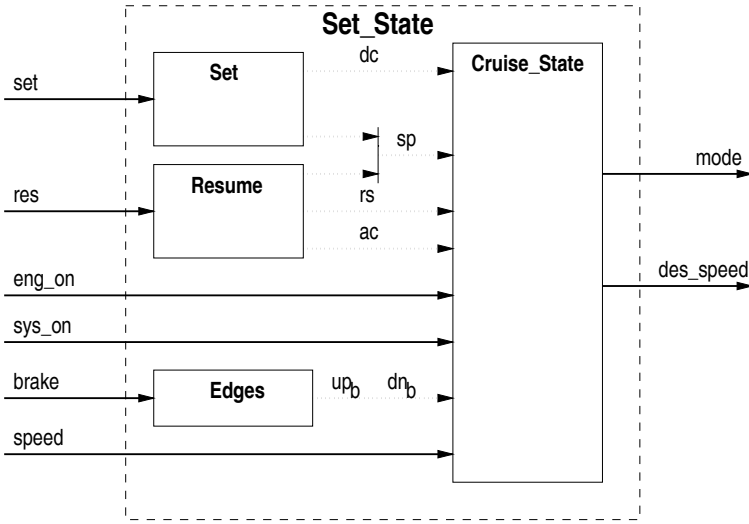 Set_State
set
Set
dc
Cruise_State
sp
mode
res
Resume
rs
ac
des_speed
eng_on
sys_on
brake
Edges
up_b
dn_b
speed